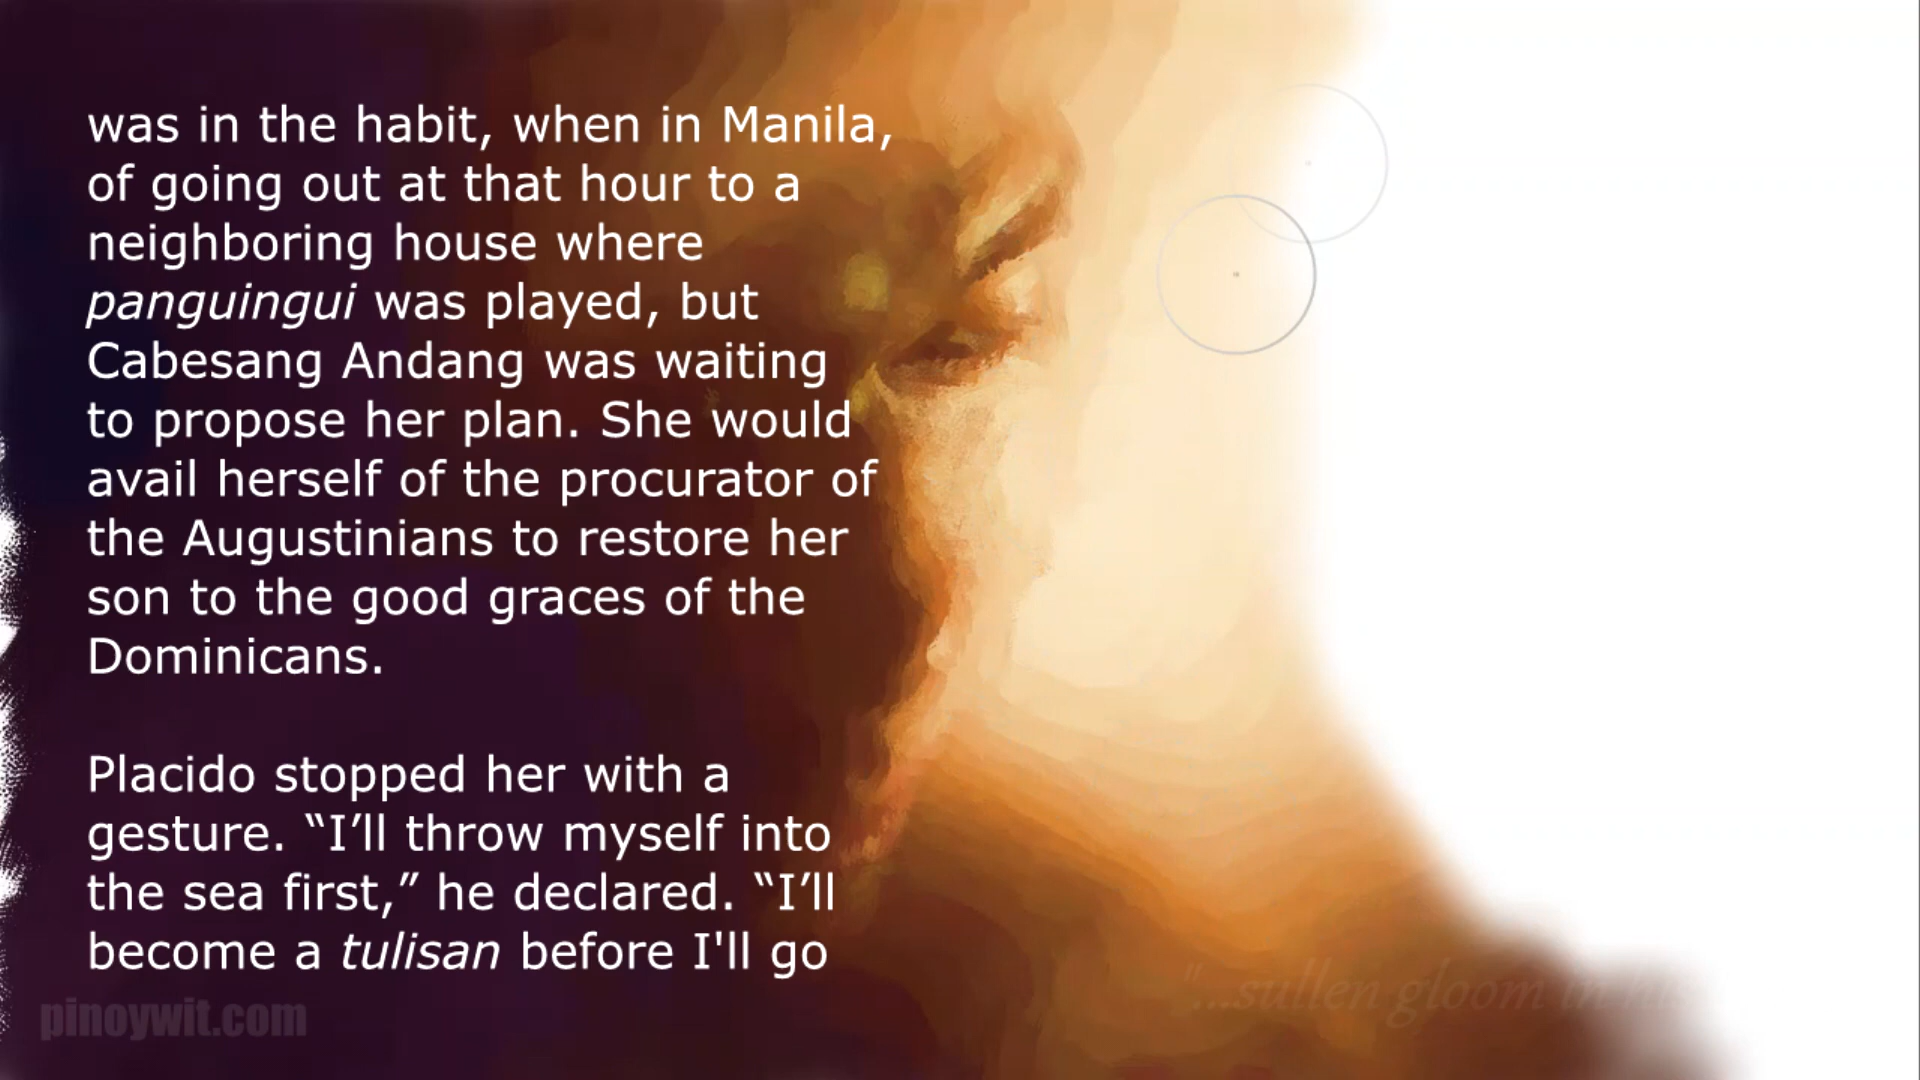 was in the habit, when in Manila,
of going out at that hour to a
neighboring house where
panguingui was played, but
Cabesang Andang was waiting
to propose her plan. She would
avail herself of the procurator of
the Augustinians to restore her
son to the good graces of the
Dominicans.
Placido stopped her with a
gesture. “I’ll throw myself into
the sea first,” he declared. “I’ll
become a tulisan before I'll go
"...sullen gloom in his
pinoywit.com